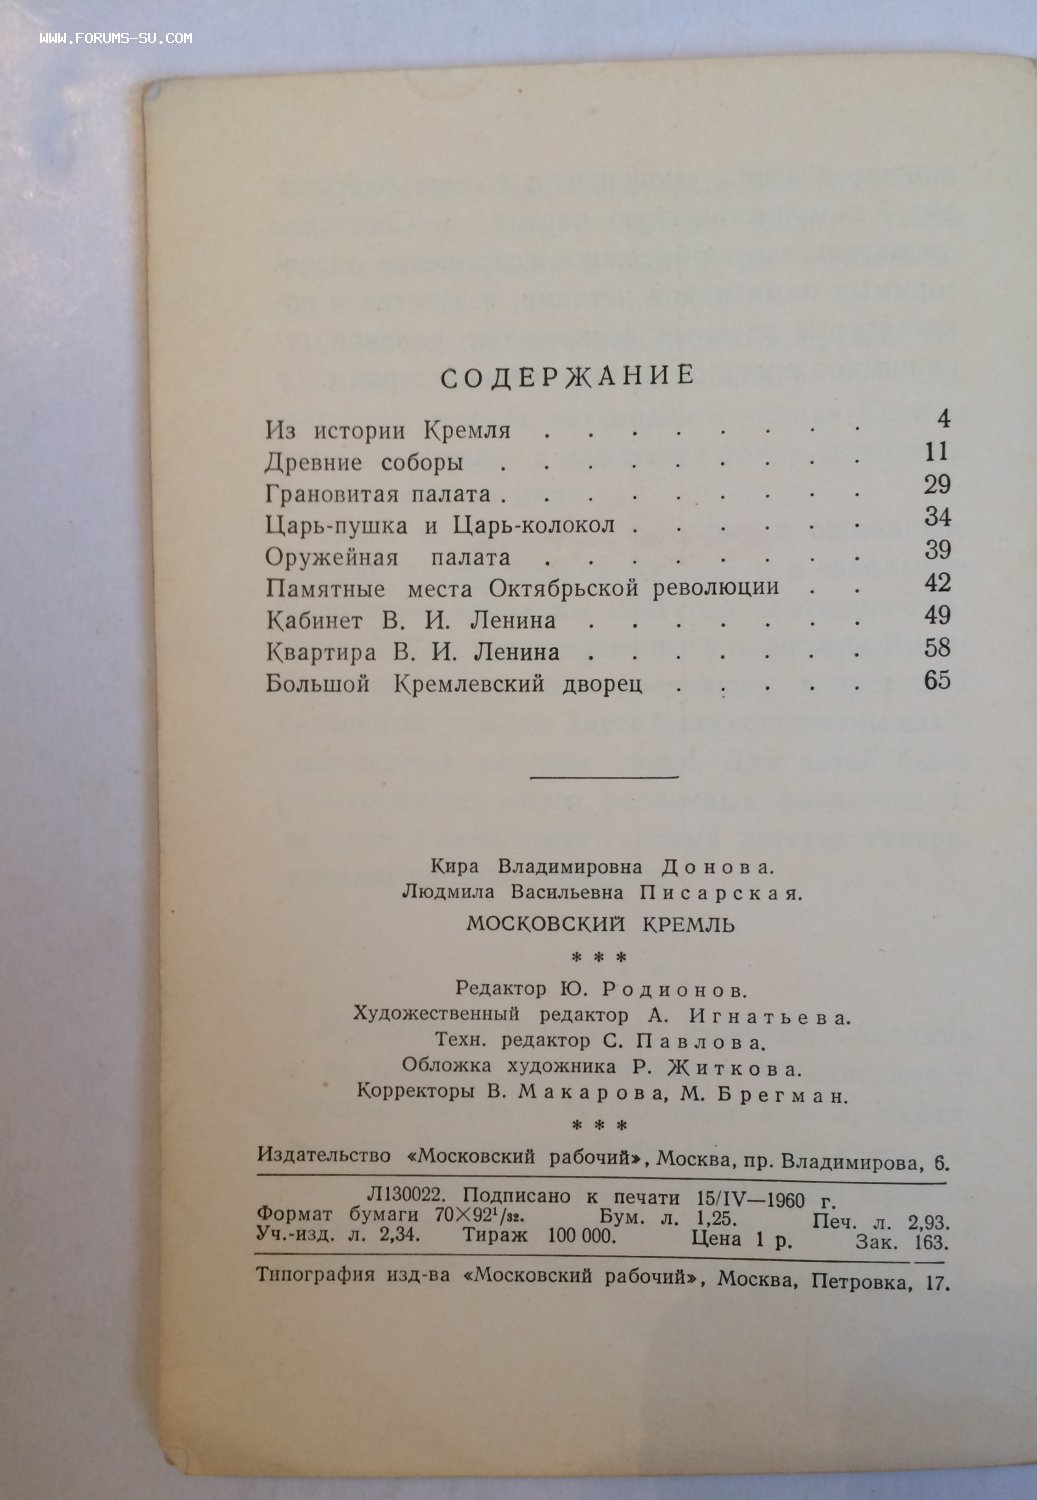 WWW.FORUMS-SU.COM
СОДЕРЖАНИЕ
Из истории Кремля . . . . . . . . 4
Древние соборы . . . . . . . . . 11
Грановитая палата . . . . . . . . . 29
Царь-пушка и Царь-колокол . . . . . . 34
Оружейная палата . . . . . . . . 39
Памятные места Октябрьской революции . . 42
Кабинет В. И. Ленина . . . . . . . 49
Квартира В. И. Ленина . . . . . . . 58
Большой Кремлевский дворец . . . . . 65
Кира Владимировна Донова.
Людмила Васильевна Писарская.
МОСКОВСКИЙ КРЕМЛЬ
* * *
Редактор Ю. Родионов.
Художественный редактор А. Игнатьева.
Техн. редактор С. Павлова.
Обложка художника Р. Житкова.
Корректоры В. Макарова, М. Брегман.
* * *
Издательство «Московский рабочий», Москва, пр. Владимирова, 6.
Л130022. Подписано к печати 15/IV—1960 г.
Формат бумаги 70×92¹/₃₂. Бум. л. 1,25. Печ. л. 2,93.
Уч.-изд. л. 2,34. Тираж 100 000. Цена 1 р. Зак. 163.
Типография изд-ва «Московский рабочий», Москва, Петровка, 17.